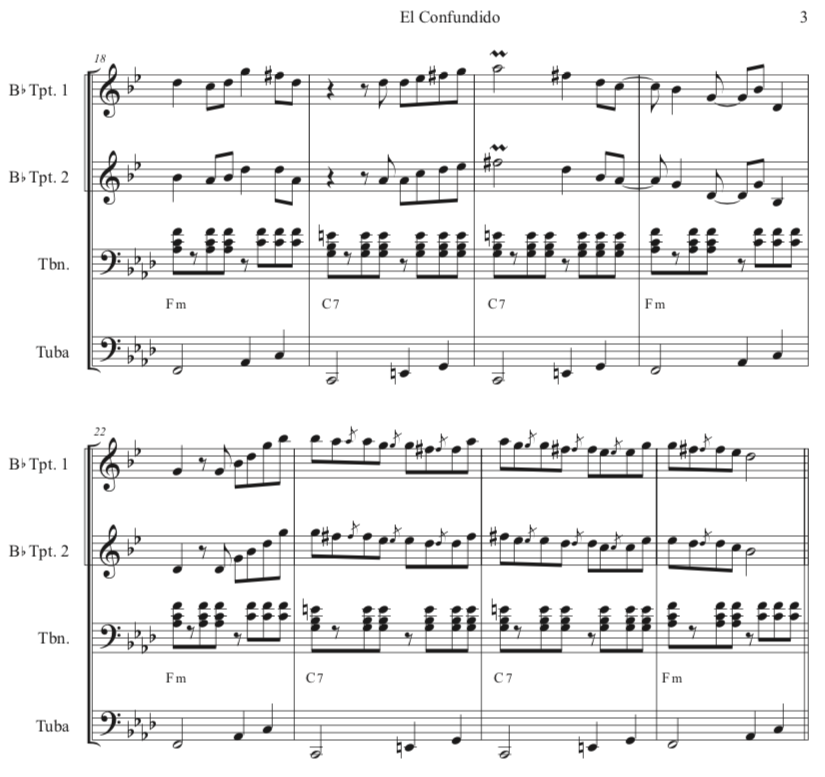 El Confundido 3
18
B♭ Tpt. 1
B♭ Tpt. 2
Tbn.
Fm C7 C7 Fm
Tuba
22
B♭ Tpt. 1
B♭ Tpt. 2
Tbn.
Fm C7 C7 Fm
Tuba